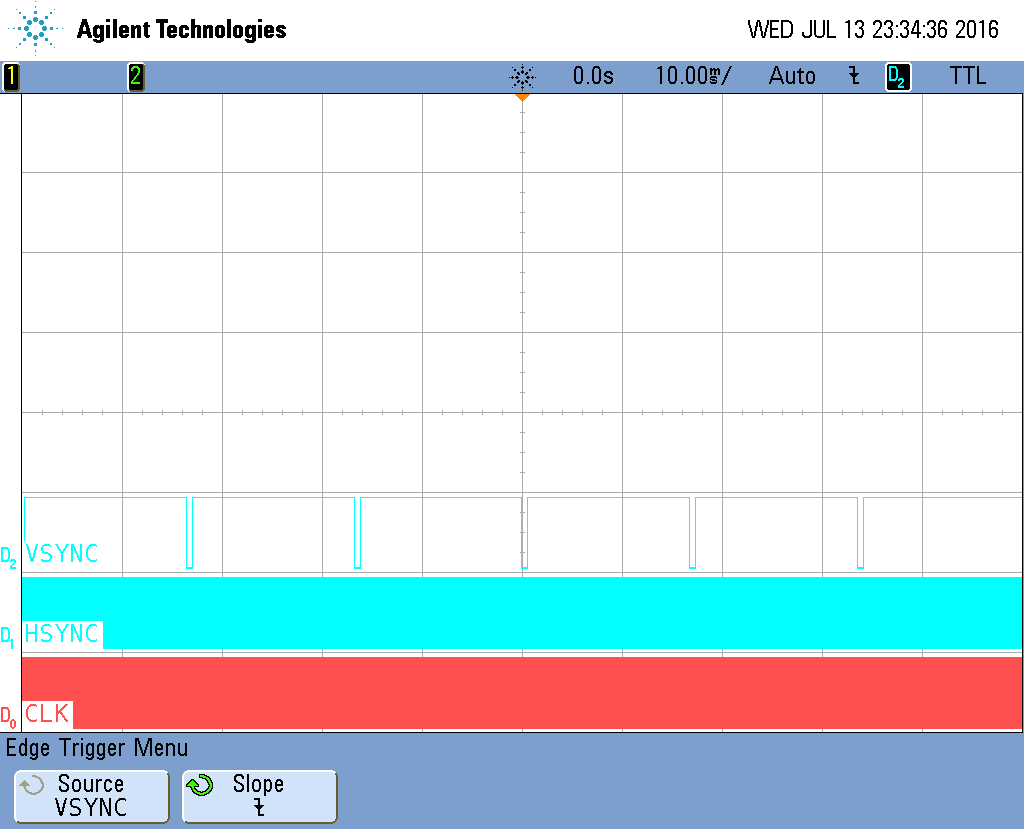 Agilent Technologies
WED JUL 13 23:34:36 2016
1 2 0.0s 10.00ms/ Auto D2 TTL
D2 VSYNC
D1 HSYNC
D0 CLK
Edge Trigger Menu
Source Slope
VSYNC